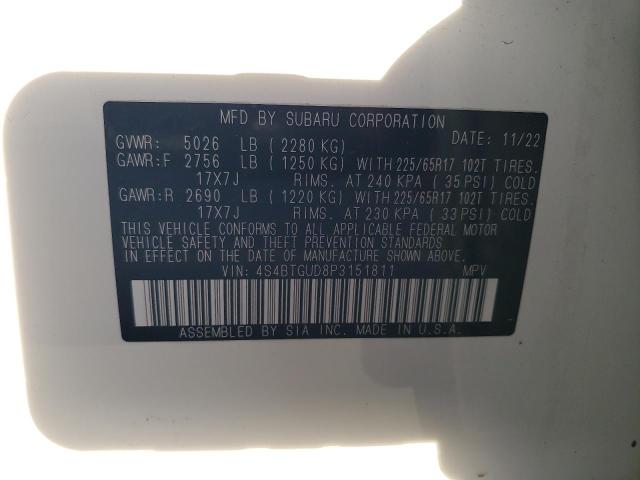 MFD BY SUBARU CORPORATION
GVWR: 5026 LB (2280 KG) DATE: 11/22
GAWR:F 2756 LB (1250 KG) WITH 225/65R17 102T TIRES.
17X7J RIMS. AT 240 KPA ( 35 PSI) COLD
GAWR:R 2690 LB (1220 KG) WITH 225/65R17 102T TIRES.
17X7J RIMS. AT 230 KPA ( 33 PSI) COLD
THIS VEHICLE CONFORMS TO ALL APPLICABLE FEDERAL MOTOR
VEHICLE SAFETY AND THEFT PREVENTION STANDARDS IN EFFECT
ON THE DATE OF MANUFACTURE SHOWN ABOVE.
VIN: 4S4BTGUD8P3151811 MPV
ASSEMBLED BY SIA INC. MADE IN U.S.A.